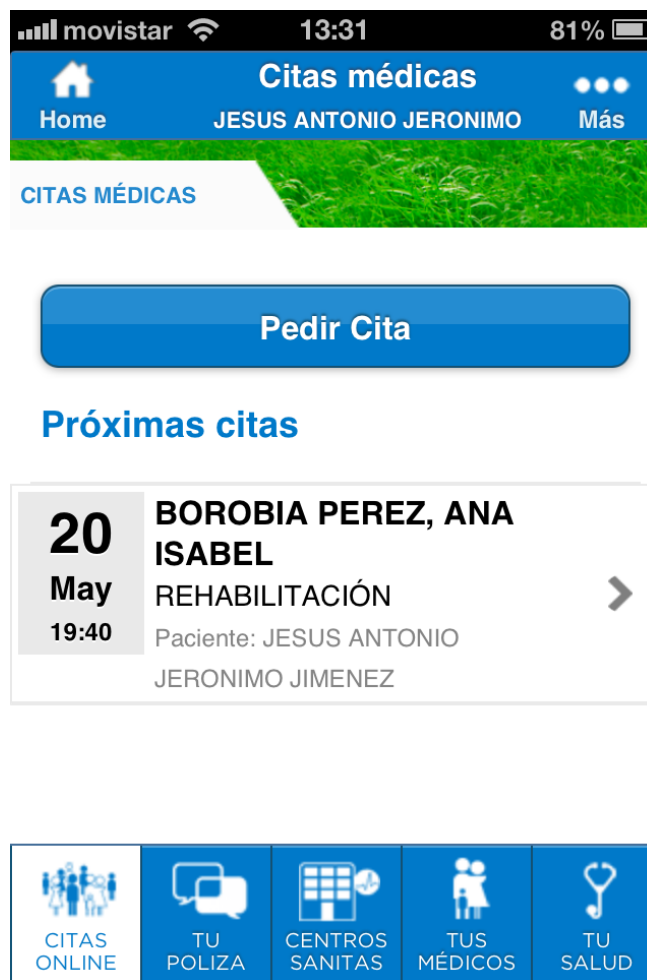 movistar 13:31 81%
Citas médicas
Home JESUS ANTONIO JERONIMO Más
CITAS MÉDICAS
Pedir Cita
Próximas citas
20
May
19:40
BOROBIA PEREZ, ANA
ISABEL
REHABILITACIÓN
Paciente: JESUS ANTONIO
JERONIMO JIMENEZ
CITAS
ONLINE
TU
POLIZA
CENTROS
SANITAS
TUS
MÉDICOS
TU
SALUD